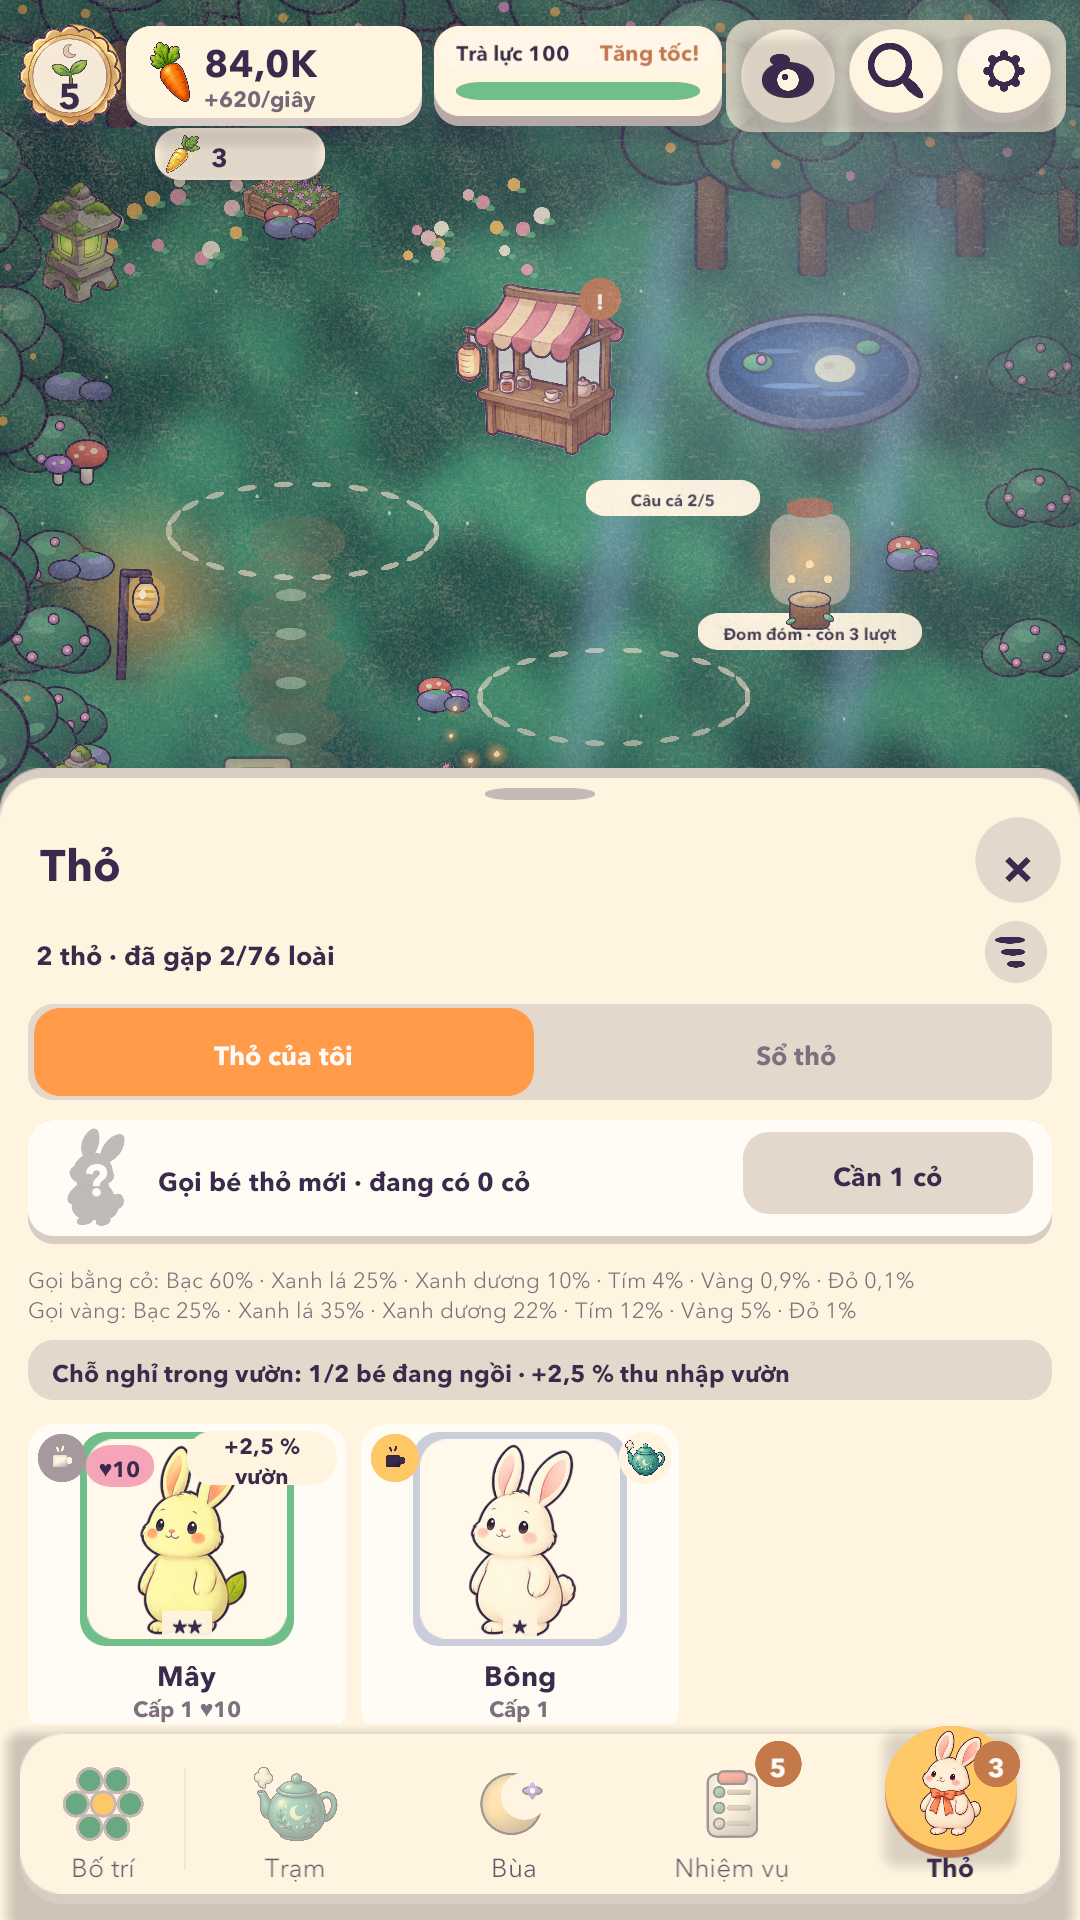 5
84,0K
+620/giây
Trà lực 100
Tăng tốc!
3
!
Câu cá 2/5
Đom đóm · còn 3 lượt
Thỏ
2 thỏ · đã gặp 2/76 loài
Thỏ của tôi
Sổ thỏ
?
Gọi bé thỏ mới · đang có 0 cỏ
Cần 1 cỏ
Gọi bằng cỏ: Bạc 60% · Xanh lá 25% · Xanh dương 10% · Tím 4% · Vàng 0,9% · Đỏ 0,1%
Gọi vàng: Bạc 25% · Xanh lá 35% · Xanh dương 22% · Tím 12% · Vàng 5% · Đỏ 1%
Chỗ nghỉ trong vườn: 1/2 bé đang ngồi · +2,5 % thu nhập vườn
♥10
+2,5 %
vườn
★★
★
Mây
Cấp 1 ♥10
Bông
Cấp 1
5
3
Bố trí
Trạm
Bùa
Nhiệm vụ
Thỏ